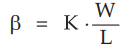 β = K · W/L